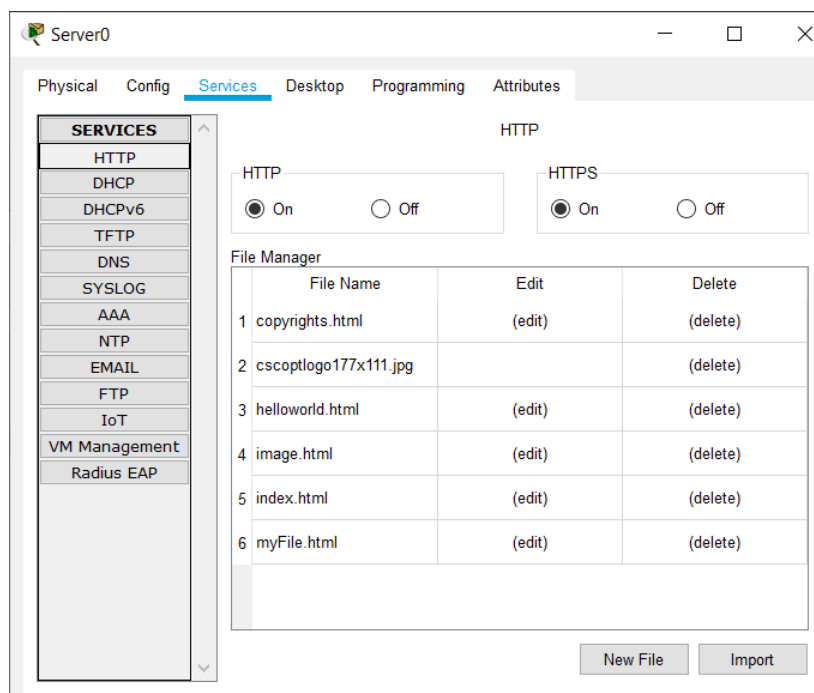 Server0
Physical Config Services Desktop Programming Attributes
SERVICES
HTTP
DHCP
DHCPv6
TFTP
DNS
SYSLOG
AAA
NTP
EMAIL
FTP
IoT
VM Management
Radius EAP
HTTP
HTTP
On Off
HTTPS
On Off
File Manager
File Name Edit Delete
1 copyrights.html (edit) (delete)
2 cscoptlogo177x111.jpg (delete)
3 helloworld.html (edit) (delete)
4 image.html (edit) (delete)
5 index.html (edit) (delete)
6 myFile.html (edit) (delete)
New File Import